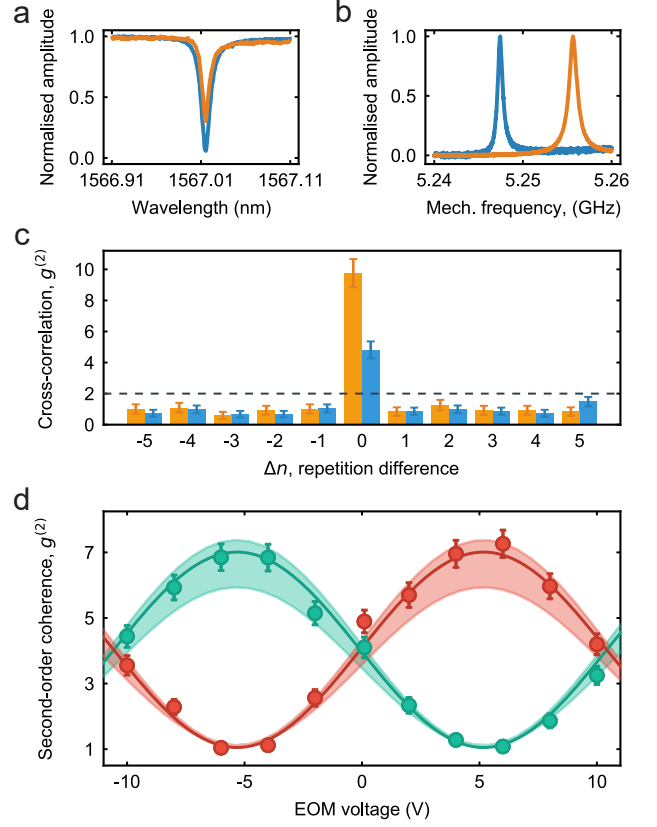 a
Normalised amplitude
1.0
0.5
0.0
1566.91
1567.01
1567.11
Wavelength (nm)
b
Normalised amplitude
1.0
0.5
0.0
5.24
5.25
5.26
Mech. frequency, (GHz)
c
Cross-correlation, g⁽²⁾
10
8
6
4
2
0
-5 -4 -3 -2 -1 0 1 2 3 4 5
Δn, repetition difference
d
Second-order coherence, g⁽²⁾
7
5
3
1
-10 -5 0 5 10
EOM voltage (V)